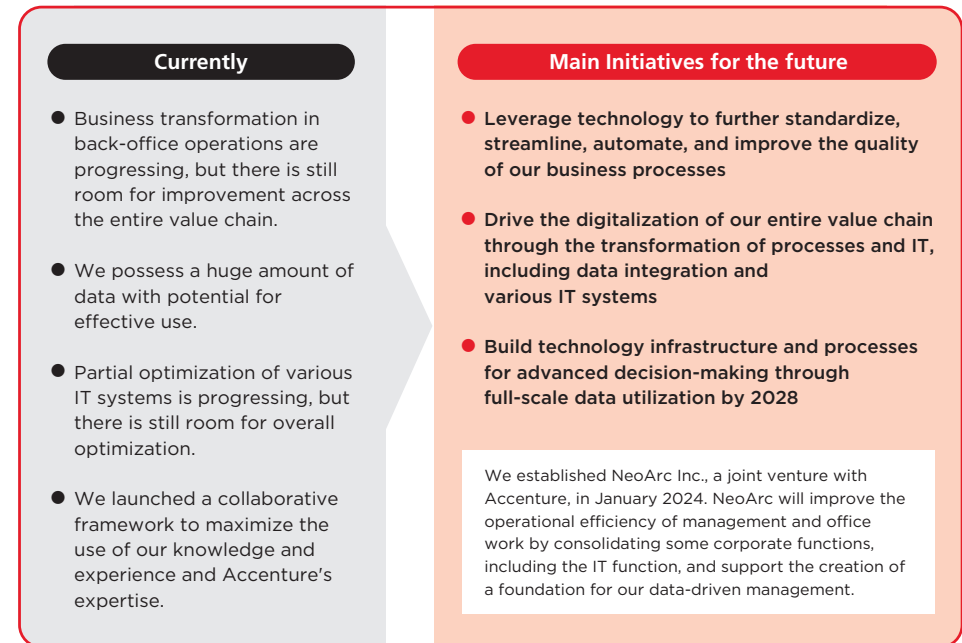 Currently
● Business transformation in
back-office operations are
progressing, but there is still
room for improvement across
the entire value chain.
● We possess a huge amount of
data with potential for
effective use.
● Partial optimization of various
IT systems is progressing, but
there is still room for overall
optimization.
● We launched a collaborative
framework to maximize the
use of our knowledge and
experience and Accenture's
expertise.
Main Initiatives for the future
● Leverage technology to further standardize,
streamline, automate, and improve the quality
of our business processes
● Drive the digitalization of our entire value chain
through the transformation of processes and IT,
including data integration and
various IT systems
● Build technology infrastructure and processes
for advanced decision-making through
full-scale data utilization by 2028
We established NeoArc Inc., a joint venture with
Accenture, in January 2024. NeoArc will improve the
operational efficiency of management and office
work by consolidating some corporate functions,
including the IT function, and support the creation of
a foundation for our data-driven management.